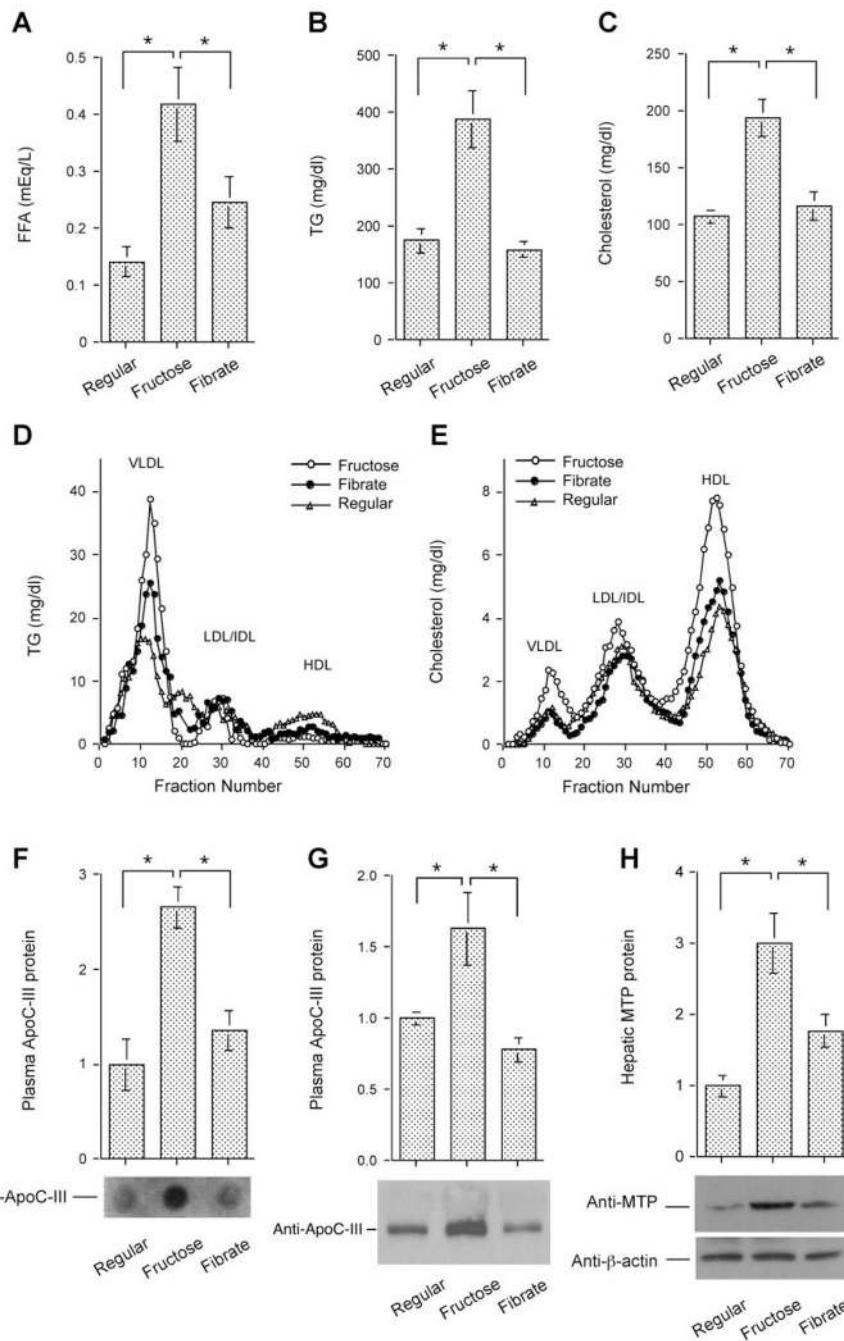 A
*
*
FFA (mEq/L)
0.5
0.4
0.3
0.2
0.1
0
Regular
Fructose
Fibrate
B
*
*
TG (mg/dl)
500
400
300
200
100
0
Regular
Fructose
Fibrate
C
*
*
Cholesterol (mg/dl)
250
200
150
100
50
0
Regular
Fructose
Fibrate
D
VLDL
Fructose
Fibrate
Regular
TG (mg/dl)
40
30
20
10
0
LDL/IDL
HDL
0 10 20 30 40 50 60 70
Fraction Number
E
Fructose
Fibrate
Regular
HDL
Cholesterol (mg/dl)
8
6
4
2
0
LDL/IDL
VLDL
0 10 20 30 40 50 60 70
Fraction Number
F
*
*
Plasma ApoC-III protein
3
2
1
0
-ApoC-III
Regular
Fructose
Fibrate
G
*
*
Plasma ApoC-III protein
2.0
1.5
1.0
0.5
0.0
Anti-ApoC-III
Regular
Fructose
Fibrate
H
*
*
Hepatic MTP protein
4
3
2
1
0
Anti-MTP
Anti-β-actin
Regular
Fructose
Fibrate